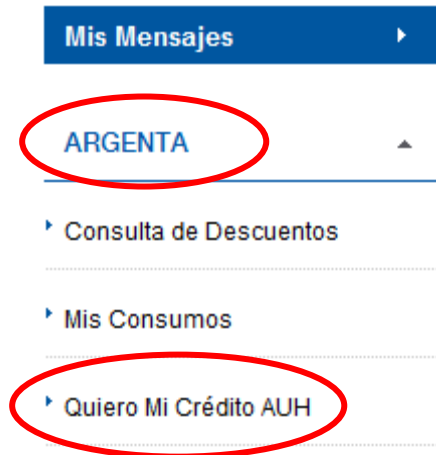 Mis Mensajes
ARGENTA
Consulta de Descuentos
Mis Consumos
Quiero Mi Crédito AUH